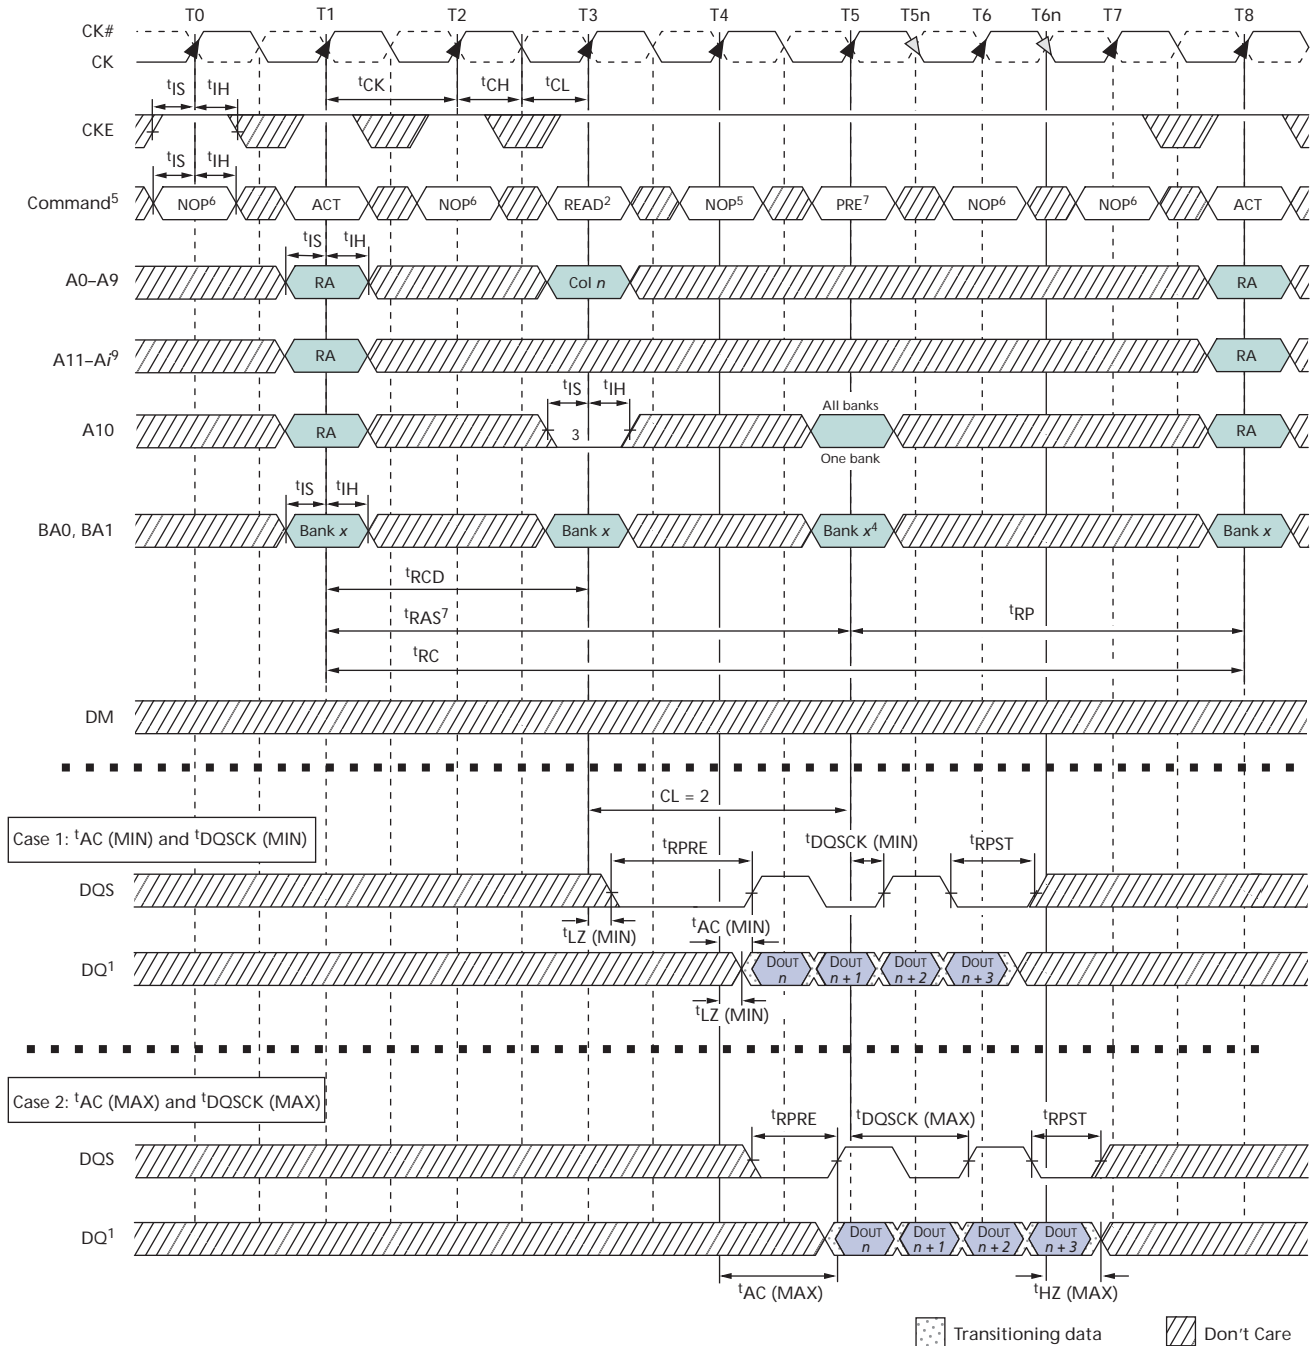 T0 T1 T2 T3 T4 T5 T5n T6 T6n T7 T8
CK#
CK
tIS tIH tCK tCH tCL
CKE
tIS tIH
Command5 NOP6 ACT NOP6 READ2 NOP5 PRE7 NOP6 NOP6 ACT
tIS tIH
A0–A9 RA Col n RA
A11–Ai9 RA RA
tIS tIH All banks
A10 RA 3 RA
One bank
tIS tIH
BA0, BA1 Bank x Bank x Bank x4 Bank x
tRCD
tRAS7 tRP
tRC
DM
CL = 2
Case 1: tAC (MIN) and tDQSCK (MIN)
tRPRE tDQSCK (MIN) tRPST
DQS
tLZ (MIN) tAC (MIN)
DQ1 DOUT n DOUT n + 1 DOUT n + 2 DOUT n + 3
tLZ (MIN)
Case 2: tAC (MAX) and tDQSCK (MAX)
tRPRE tDQSCK (MAX) tRPST
DQS
DQ1 DOUT n DOUT n + 1 DOUT n + 2 DOUT n + 3
tAC (MAX) tHZ (MAX)
Transitioning data Don't Care